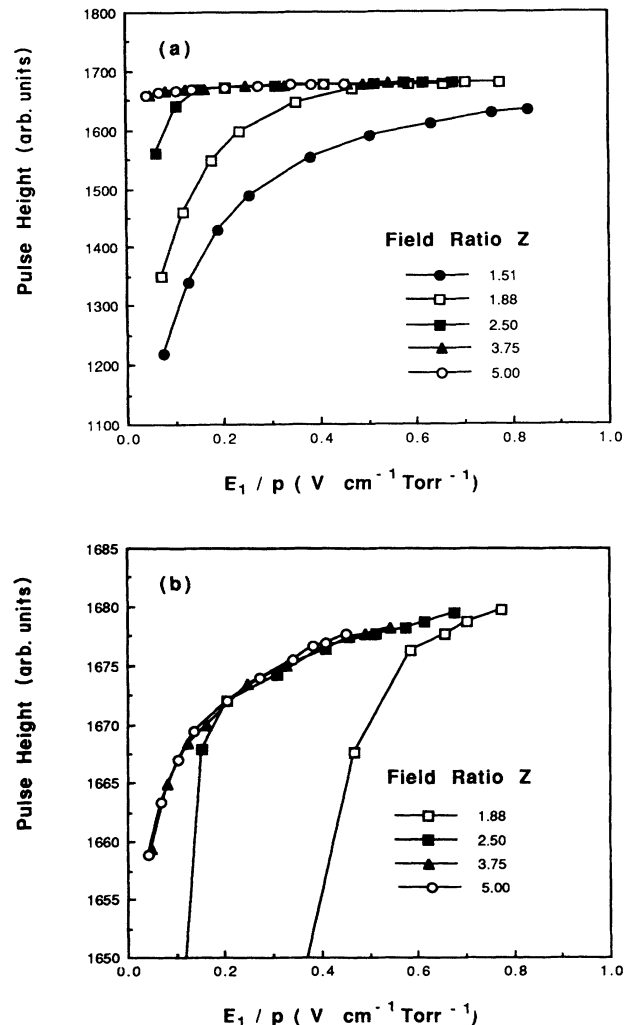 1800
(a)
1700
1600
1500
1400
1300
1200
1100
Pulse Height (arb. units)
Field Ratio Z
1.51
1.88
2.50
3.75
5.00
0.0 0.2 0.4 0.6 0.8 1.0
E₁ / p ( V cm⁻¹ Torr⁻¹)
1685
(b)
1680
1675
1670
1665
1660
1655
1650
Pulse Height (arb. units)
Field Ratio Z
1.88
2.50
3.75
5.00
0.0 0.2 0.4 0.6 0.8 1.0
E₁ / p ( V cm⁻¹ Torr⁻¹)